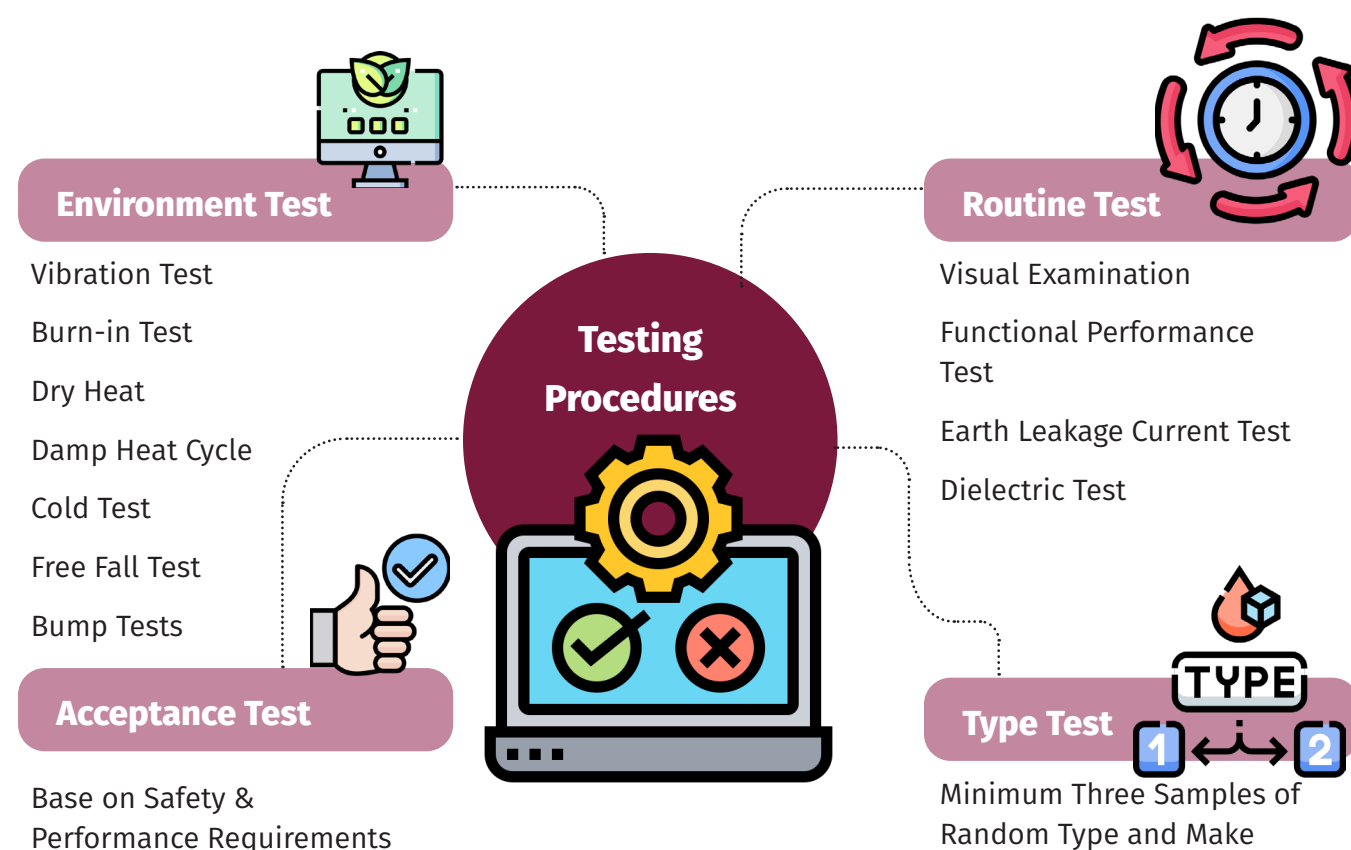 Testing
Procedures
Environment Test
Vibration Test
Burn-in Test
Dry Heat
Damp Heat Cycle
Cold Test
Free Fall Test
Bump Tests
Acceptance Test
Base on Safety &
Performance Requirements
Routine Test
Visual Examination
Functional Performance
Test
Earth Leakage Current Test
Dielectric Test
Type Test
TYPE
1
2
Minimum Three Samples of
Random Type and Make